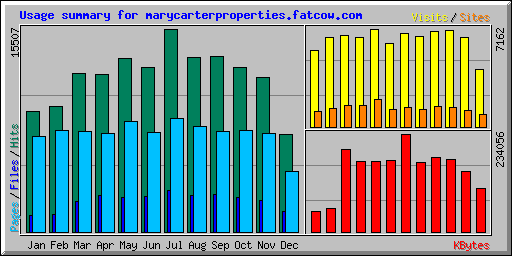 Usage summary for marycarterproperties.fatcow.com
Visits / Sites
15507
7162
234056
Pages / Files / Hits
Jan Feb Mar Apr May Jun Jul Aug Sep Oct Nov Dec
KBytes